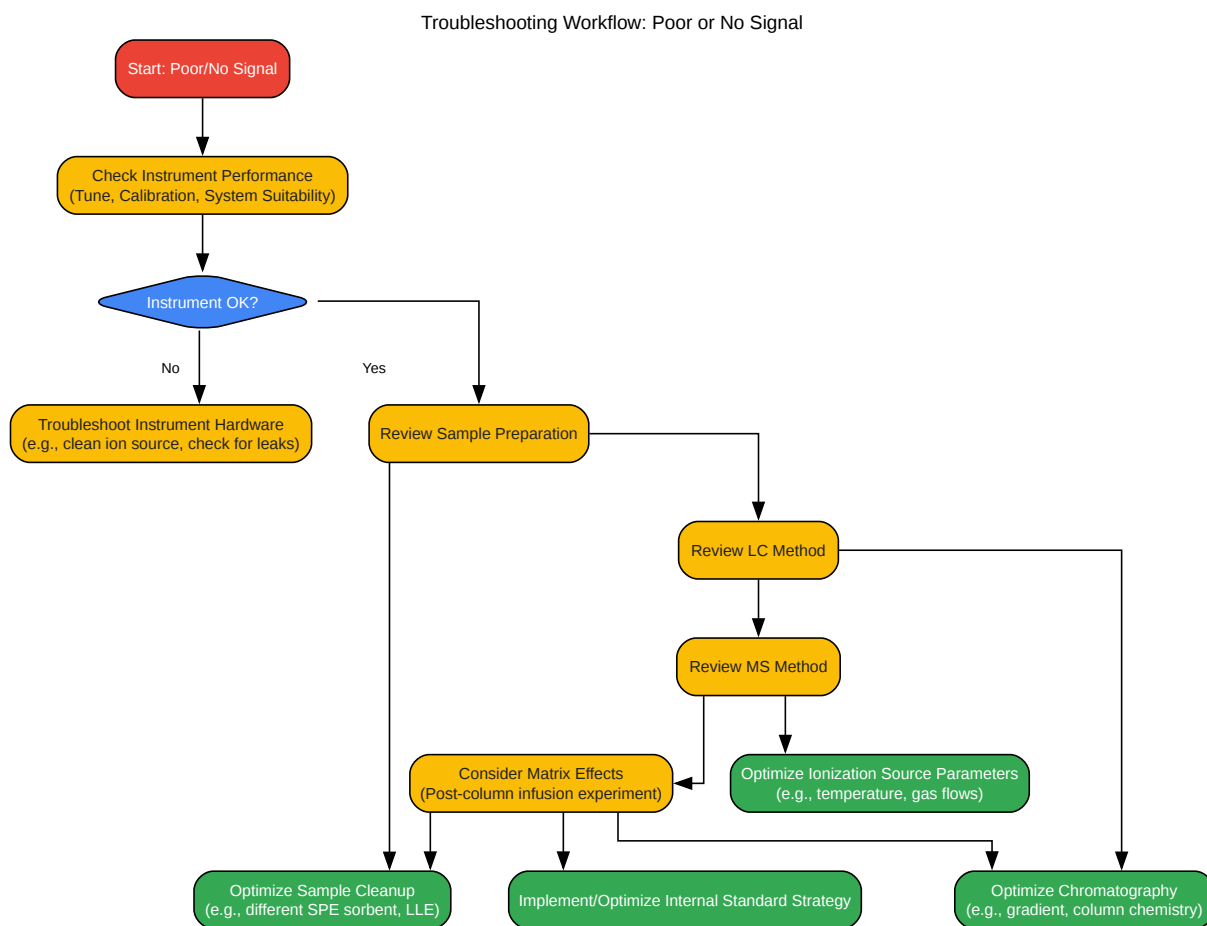 Troubleshooting Workflow: Poor or No Signal
Start: Poor/No Signal
Check Instrument Performance
(Tune, Calibration, System Suitability)
Instrument OK?
No
Yes
Troubleshoot Instrument Hardware
(e.g., clean ion source, check for leaks)
Review Sample Preparation
Review LC Method
Review MS Method
Consider Matrix Effects
(Post-column infusion experiment)
Optimize Ionization Source Parameters
(e.g., temperature, gas flows)
Optimize Sample Cleanup
(e.g., different SPE sorbent, LLE)
Implement/Optimize Internal Standard Strategy
Optimize Chromatography
(e.g., gradient, column chemistry)